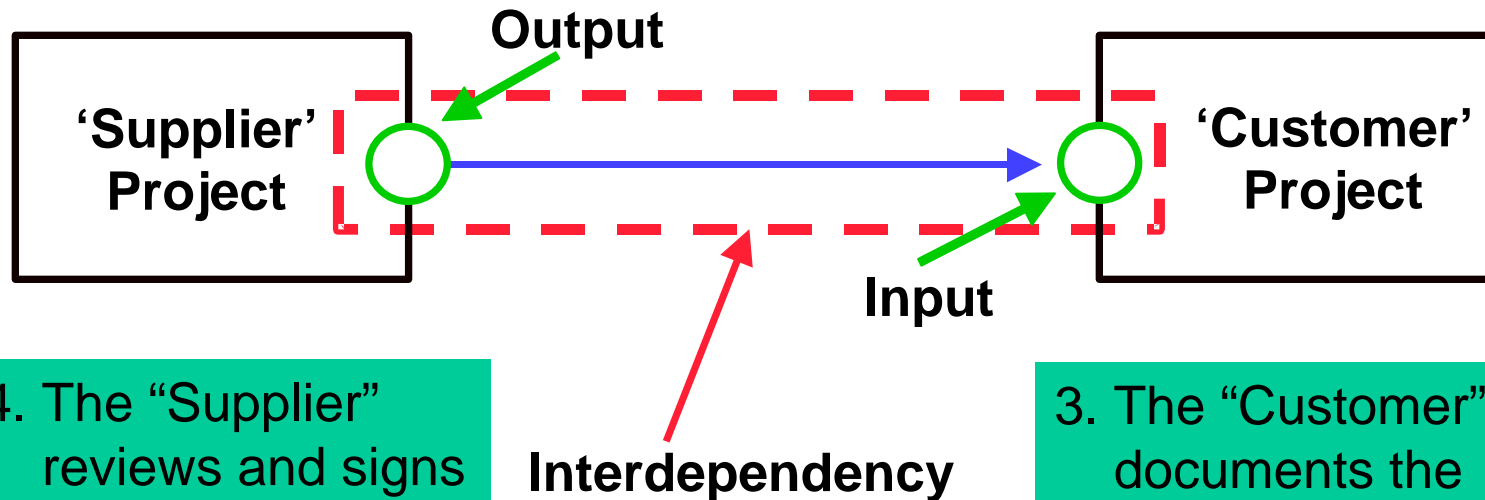 Output
‘Supplier’
Project
‘Customer’
Project
Input
4. The “Supplier”
reviews and signs
Interdependency
3. The “Customer”
documents the